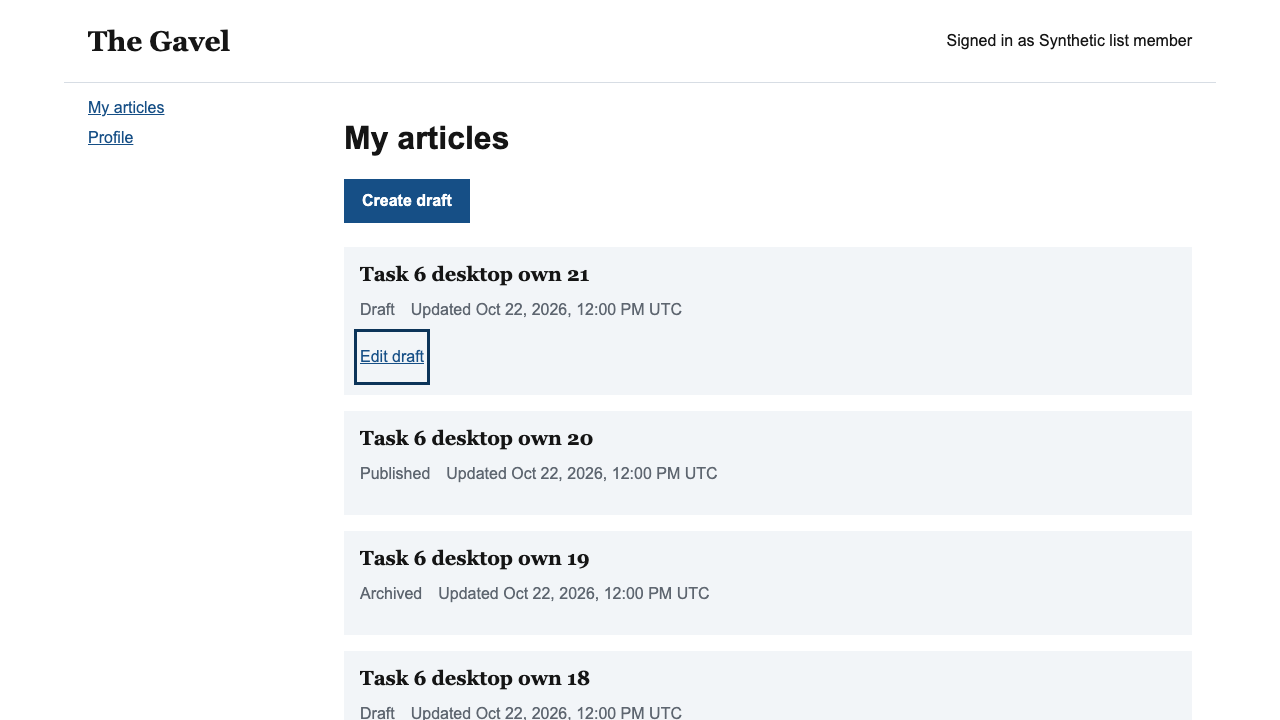 The Gavel
Signed in as Synthetic list member
My articles
Profile
My articles
Create draft
Task 6 desktop own 21
Draft Updated Oct 22, 2026, 12:00 PM UTC
Edit draft
Task 6 desktop own 20
Published Updated Oct 22, 2026, 12:00 PM UTC
Task 6 desktop own 19
Archived Updated Oct 22, 2026, 12:00 PM UTC
Task 6 desktop own 18
Draft Updated Oct 22, 2026, 12:00 PM UTC